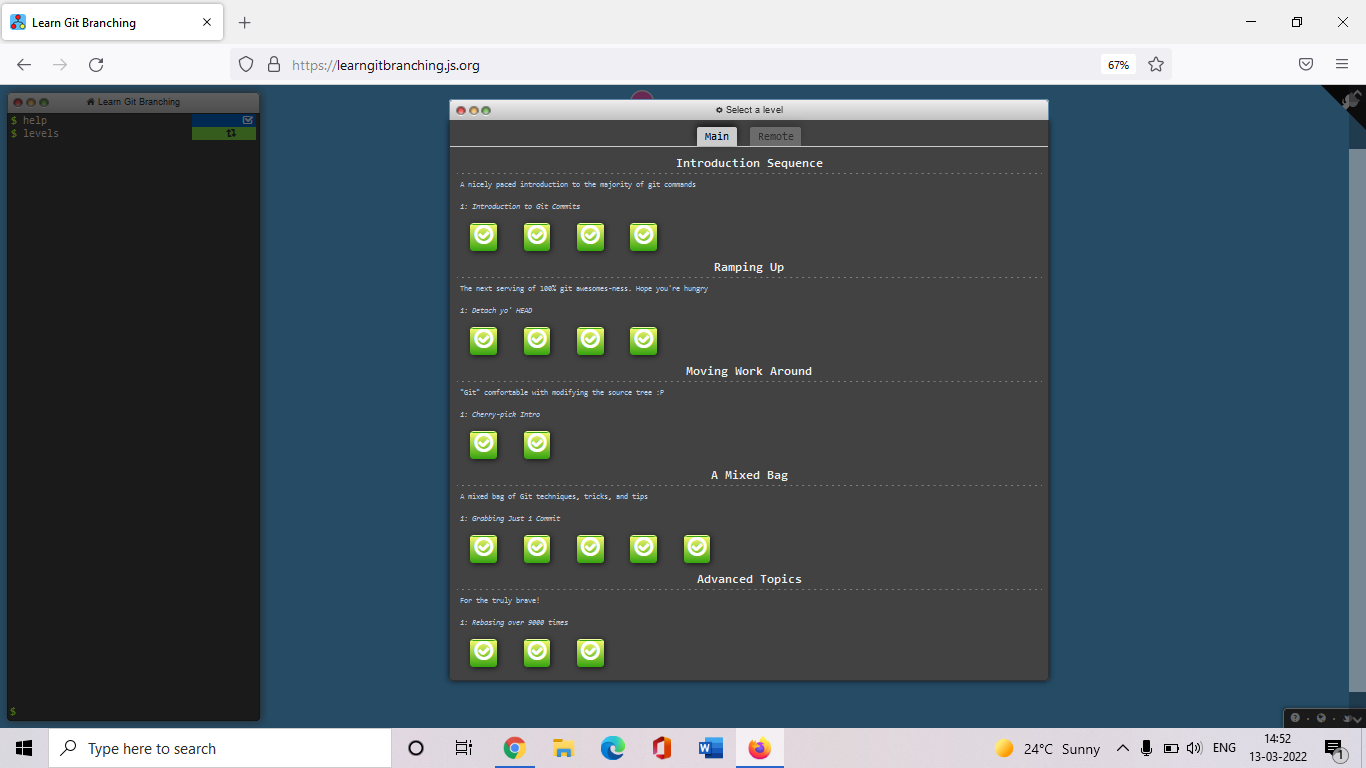 Learn Git Branching
https://learngitbranching.js.org
67%
Learn Git Branching
$ help
$ levels
$
Select a level
Main
Remote
Introduction Sequence
A nicely paced introduction to the majority of git commands
1: Introduction to Git Commits
Ramping Up
The next serving of 100% git awesomes-ness. Hope you're hungry
1: Detach yo' HEAD
Moving Work Around
"Git" comfortable with modifying the source tree :P
1: Cherry-pick Intro
A Mixed Bag
A mixed bag of Git techniques, tricks, and tips
1: Grabbing Just 1 Commit
Advanced Topics
For the truly brave!
1: Rebasing over 9000 times
Type here to search
24°C Sunny
ENG
14:52
13-03-2022
1